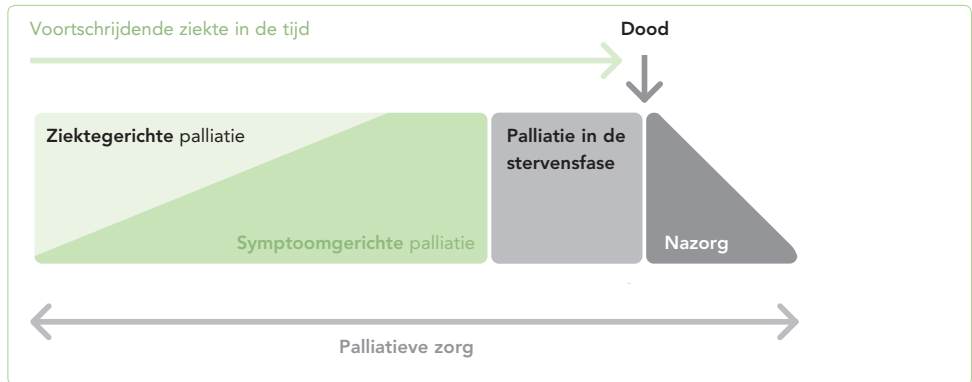 Voortschrijdende ziekte in de tijd
Dood
Ziektegerichte palliatie
Palliatie in de
stervensfase
Symptoomgerichte palliatie
Nazorg
Palliatieve zorg